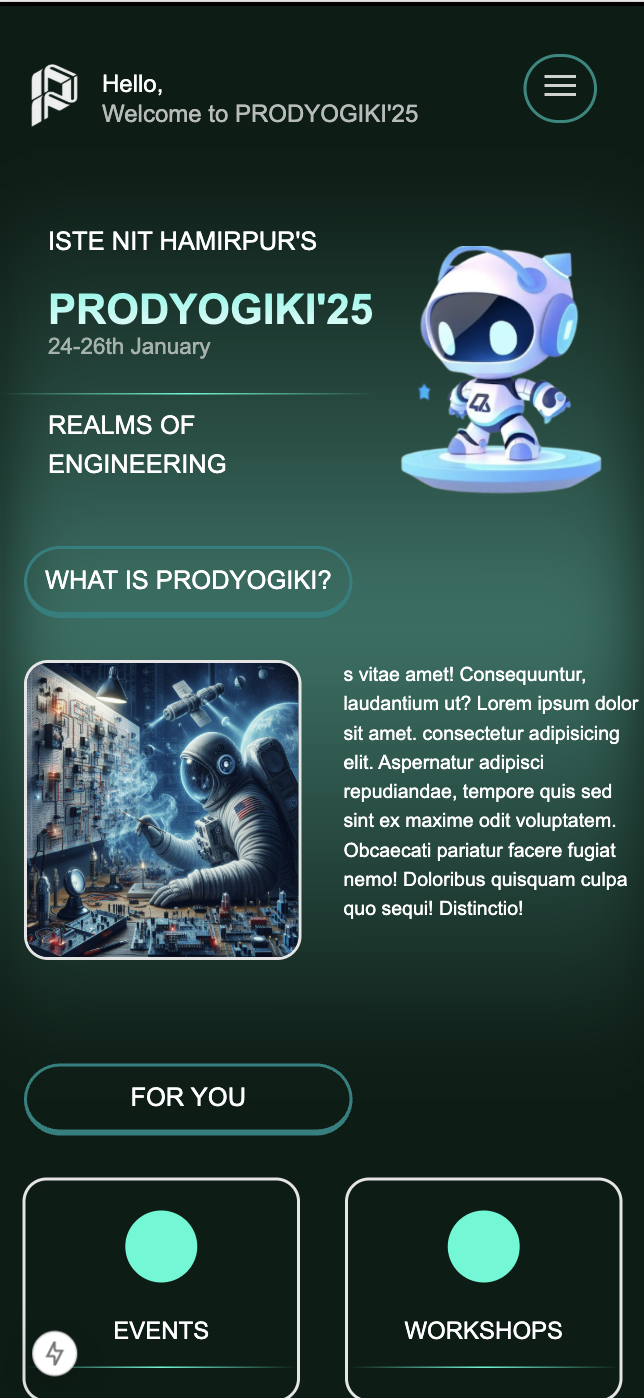 Hello,
Welcome to PRODYOGIKI'25
ISTE NIT HAMIRPUR'S
PRODYOGIKI'25
24-26th January
REALMS OF
ENGINEERING
WHAT IS PRODYOGIKI?
s vitae amet! Consequuntur,
laudantium ut? Lorem ipsum dolor
sit amet. consectetur adipisicing
elit. Aspernatur adipisci
repudiandae, tempore quis sed
sint ex maxime odit voluptatem.
Obcaecati pariatur facere fugiat
nemo! Doloribus quisquam culpa
quo sequi! Distinctio!
FOR YOU
EVENTS
WORKSHOPS